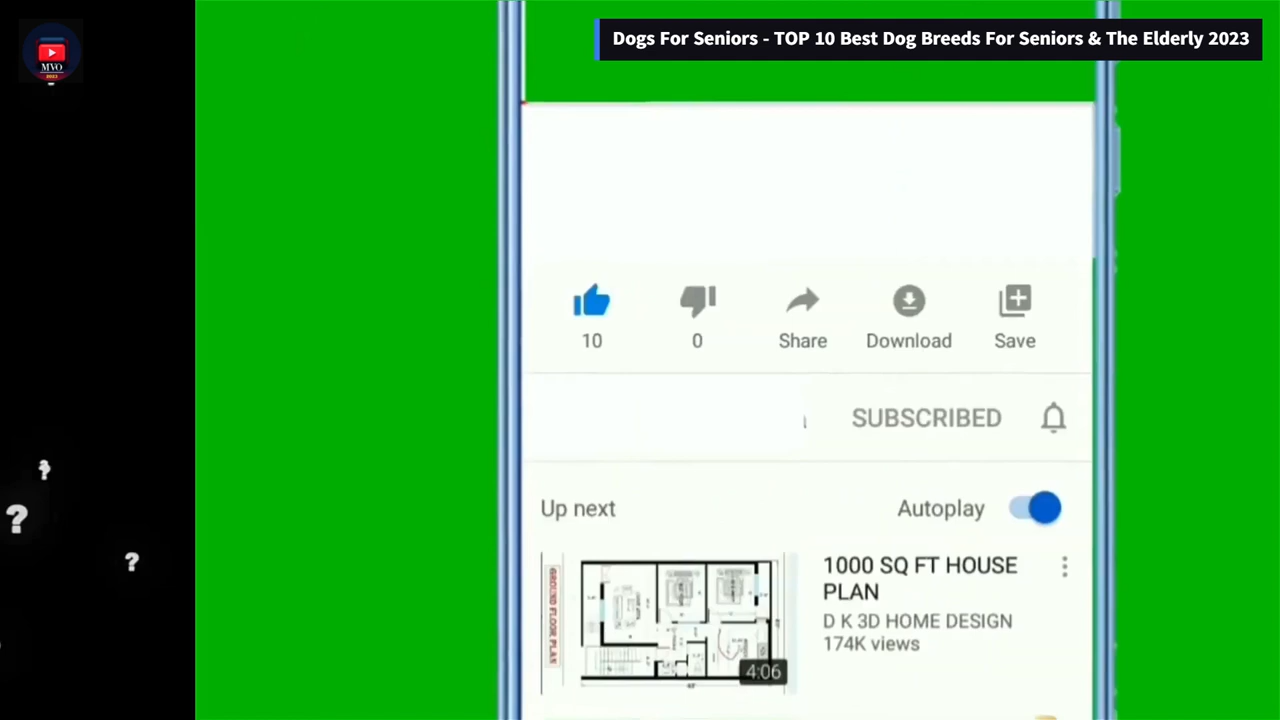 Dogs For Seniors - TOP 10 Best Dog Breeds For Seniors & The Elderly 2023
MVO
2023
10
0
Share
Download
Save
SUBSCRIBED
Up next
Autoplay
1000 SQ FT HOUSE
PLAN
D K 3D HOME DESIGN
174K views
GROUND FLOOR PLAN
4:06
?
?
?